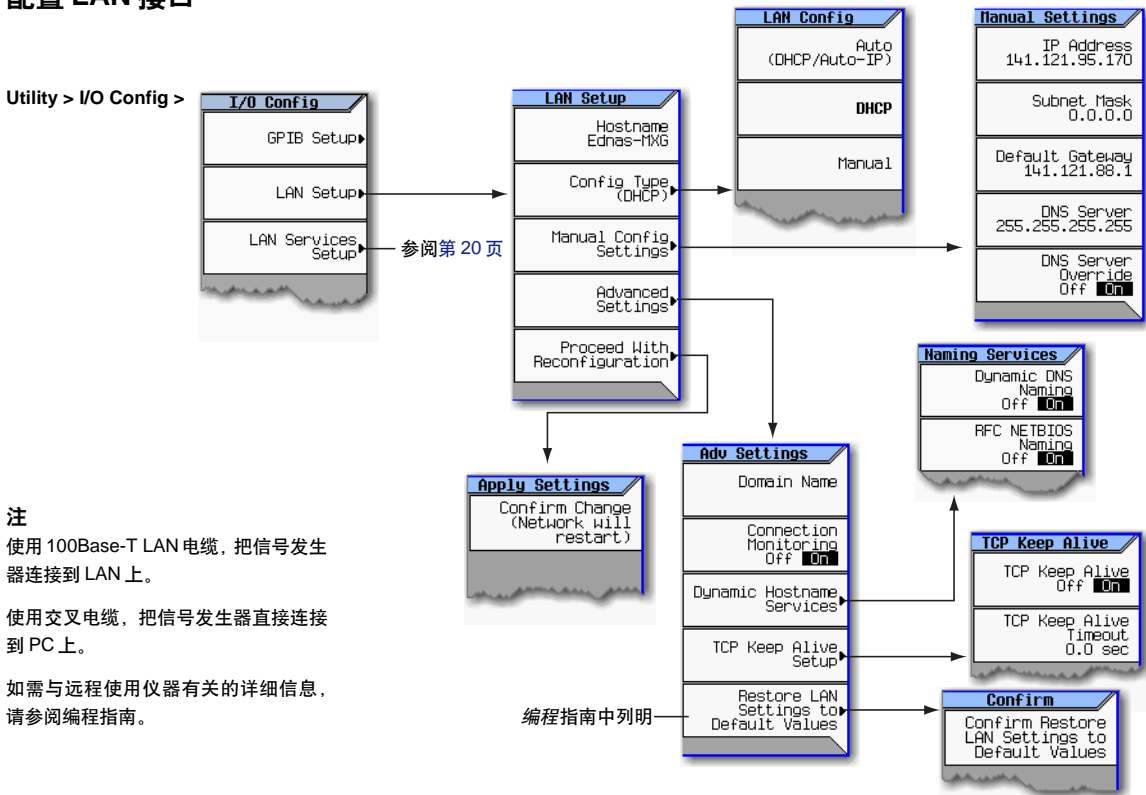 配置 LAN 接口
Utility > I/O Config >
I/O Config
GPIB Setup
LAN Setup
LAN Services
Setup
参阅第 20 页
LAN Setup
Hostname
Ednas-MXG
Config Type
(DHCP)
Manual Config
Settings
Advanced
Settings
Proceed With
Reconfiguration
LAN Config
Auto
(DHCP/Auto-IP)
DHCP
Manual
Manual Settings
IP Address
141.121.95.170
Subnet Mask
0.0.0.0
Default Gateway
141.121.88.1
DNS Server
255.255.255.255
DNS Server
Override
Off On
Naming Services
Dynamic DNS
Naming
Off On
RFC NETBIOS
Naming
Off On
Apply Settings
Confirm Change
(Network will
restart)
Adv Settings
Domain Name
Connection
Monitoring
Off On
Dynamic Hostname
Services
TCP Keep Alive
Setup
Restore LAN
Settings to
Default Values
编程指南中列明
TCP Keep Alive
TCP Keep Alive
Off On
TCP Keep Alive
Timeout
0.0 sec
Confirm
Confirm Restore
LAN Settings to
Default Values
注
使用 100Base-T LAN 电缆，把信号发生
器连接到 LAN 上。
使用交叉电缆，把信号发生器直接连接
到 PC 上。
如需与远程使用仪器有关的详细信息，
请参阅编程指南。